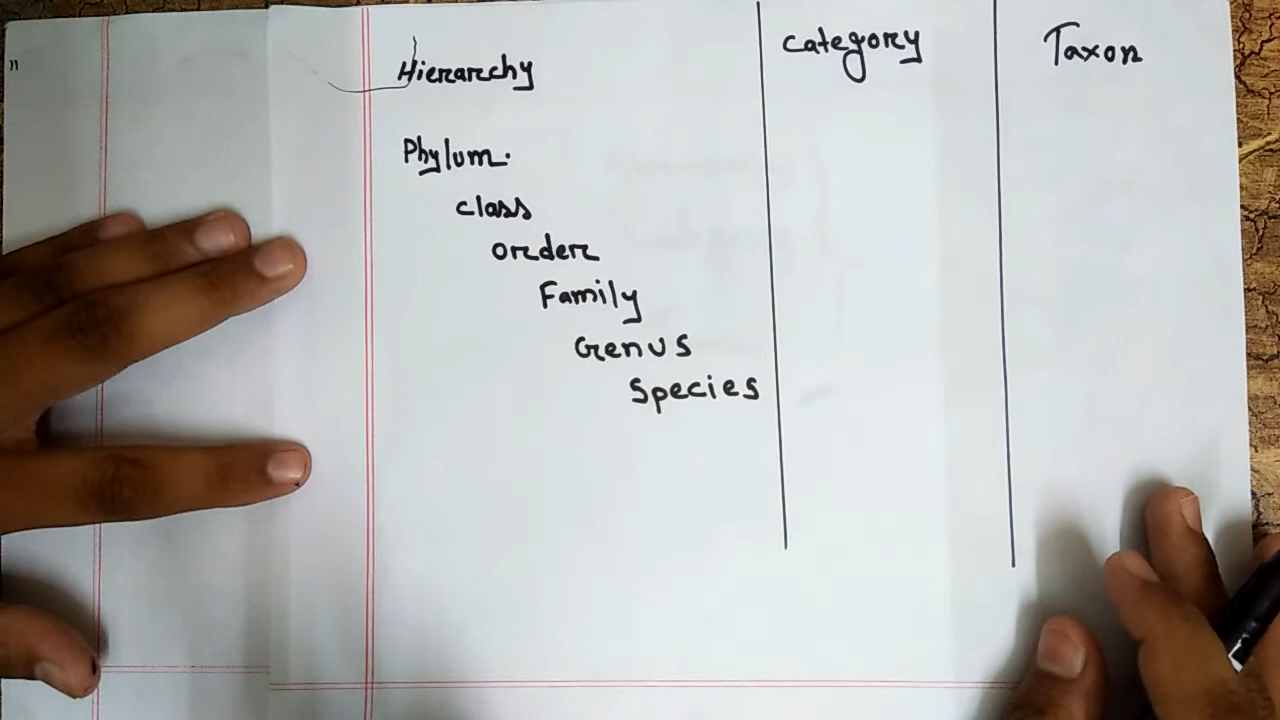 Hierarchy
Category
Taxon
Phylum.
class
order
Family
Genus
Species
"